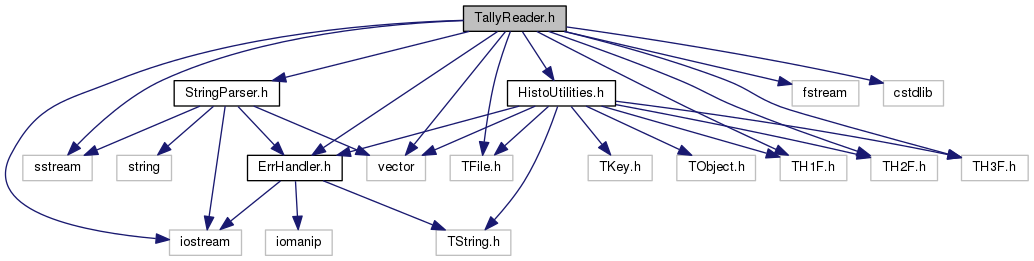 TallyReader.h
StringParser.h
HistoUtilities.h
fstream
cstdlib
sstream
string
ErrHandler.h
vector
TFile.h
TKey.h
TObject.h
TH1F.h
TH2F.h
TH3F.h
iostream
iomanip
TString.h